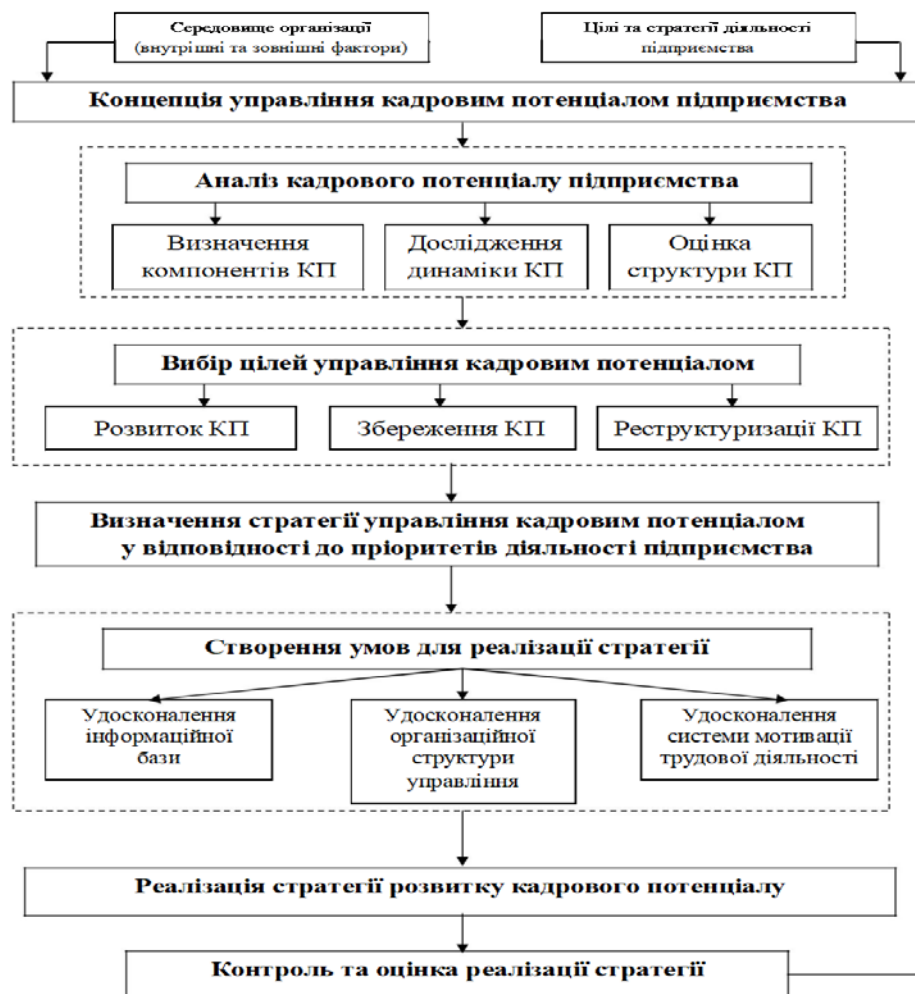 Середовище організації
(внутрішні та зовнішні фактори)
Цілі та стратегії діяльності
підприємства
Концепція управління кадровим потенціалом підприємства
Аналіз кадрового потенціалу підприємства
Визначення
компонентів КП
Дослідження
динаміки КП
Оцінка
структури КП
Вибір цілей управління кадровим потенціалом
Розвиток КП
Збереження КП
Реструктуризації КП
Визначення стратегії управління кадровим потенціалом
у відповідності до пріоритетів діяльності підприємства
Створення умов для реалізації стратегії
Удосконалення
інформаційної
бази
Удосконалення
організаційної
структури
управління
Удосконалення
системи мотивації
трудової діяльності
Реалізація стратегії розвитку кадрового потенціалу
Контроль та оцінка реалізації стратегії